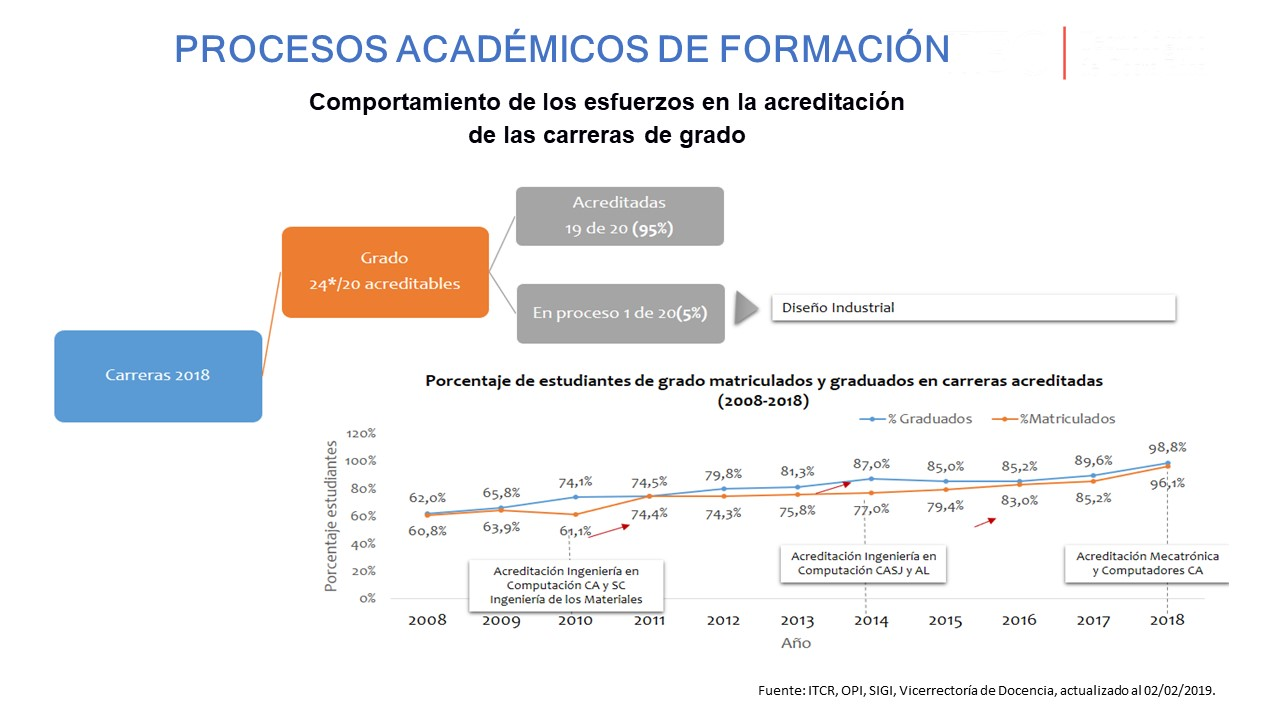 PROCESOS ACADÉMICOS DE FORMACIÓN
Comportamiento de los esfuerzos en la acreditación
de las carreras de grado
Acreditadas
19 de 20 (95%)
Grado
24*/20 acreditables
En proceso 1 de 20(5%)
Diseño Industrial
Carreras 2018
Porcentaje de estudiantes de grado matriculados y graduados en carreras acreditadas
(2008-2018)
% Graduados %Matriculados
Porcentaje estudiantes
120%
100%
80%
60%
40%
20%
0%
62,0% 65,8% 74,1% 74,5% 79,8% 81,3% 87,0% 85,0% 85,2% 89,6% 98,8%
60,8% 63,9% 61,1% 74,4% 74,3% 75,8% 77,0% 79,4% 83,0% 85,2% 96,1%
Acreditación Ingeniería en
Computación CA y SC
Ingeniería de los Materiales
Acreditación Ingeniería en
Computación CASJ y AL
Acreditación Mecatrónica
y Computadores CA
2008 2009 2010 2011 2012 2013 2014 2015 2016 2017 2018
Año
Fuente: ITCR, OPI, SIGI, Vicerrectoría de Docencia, actualizado al 02/02/2019.